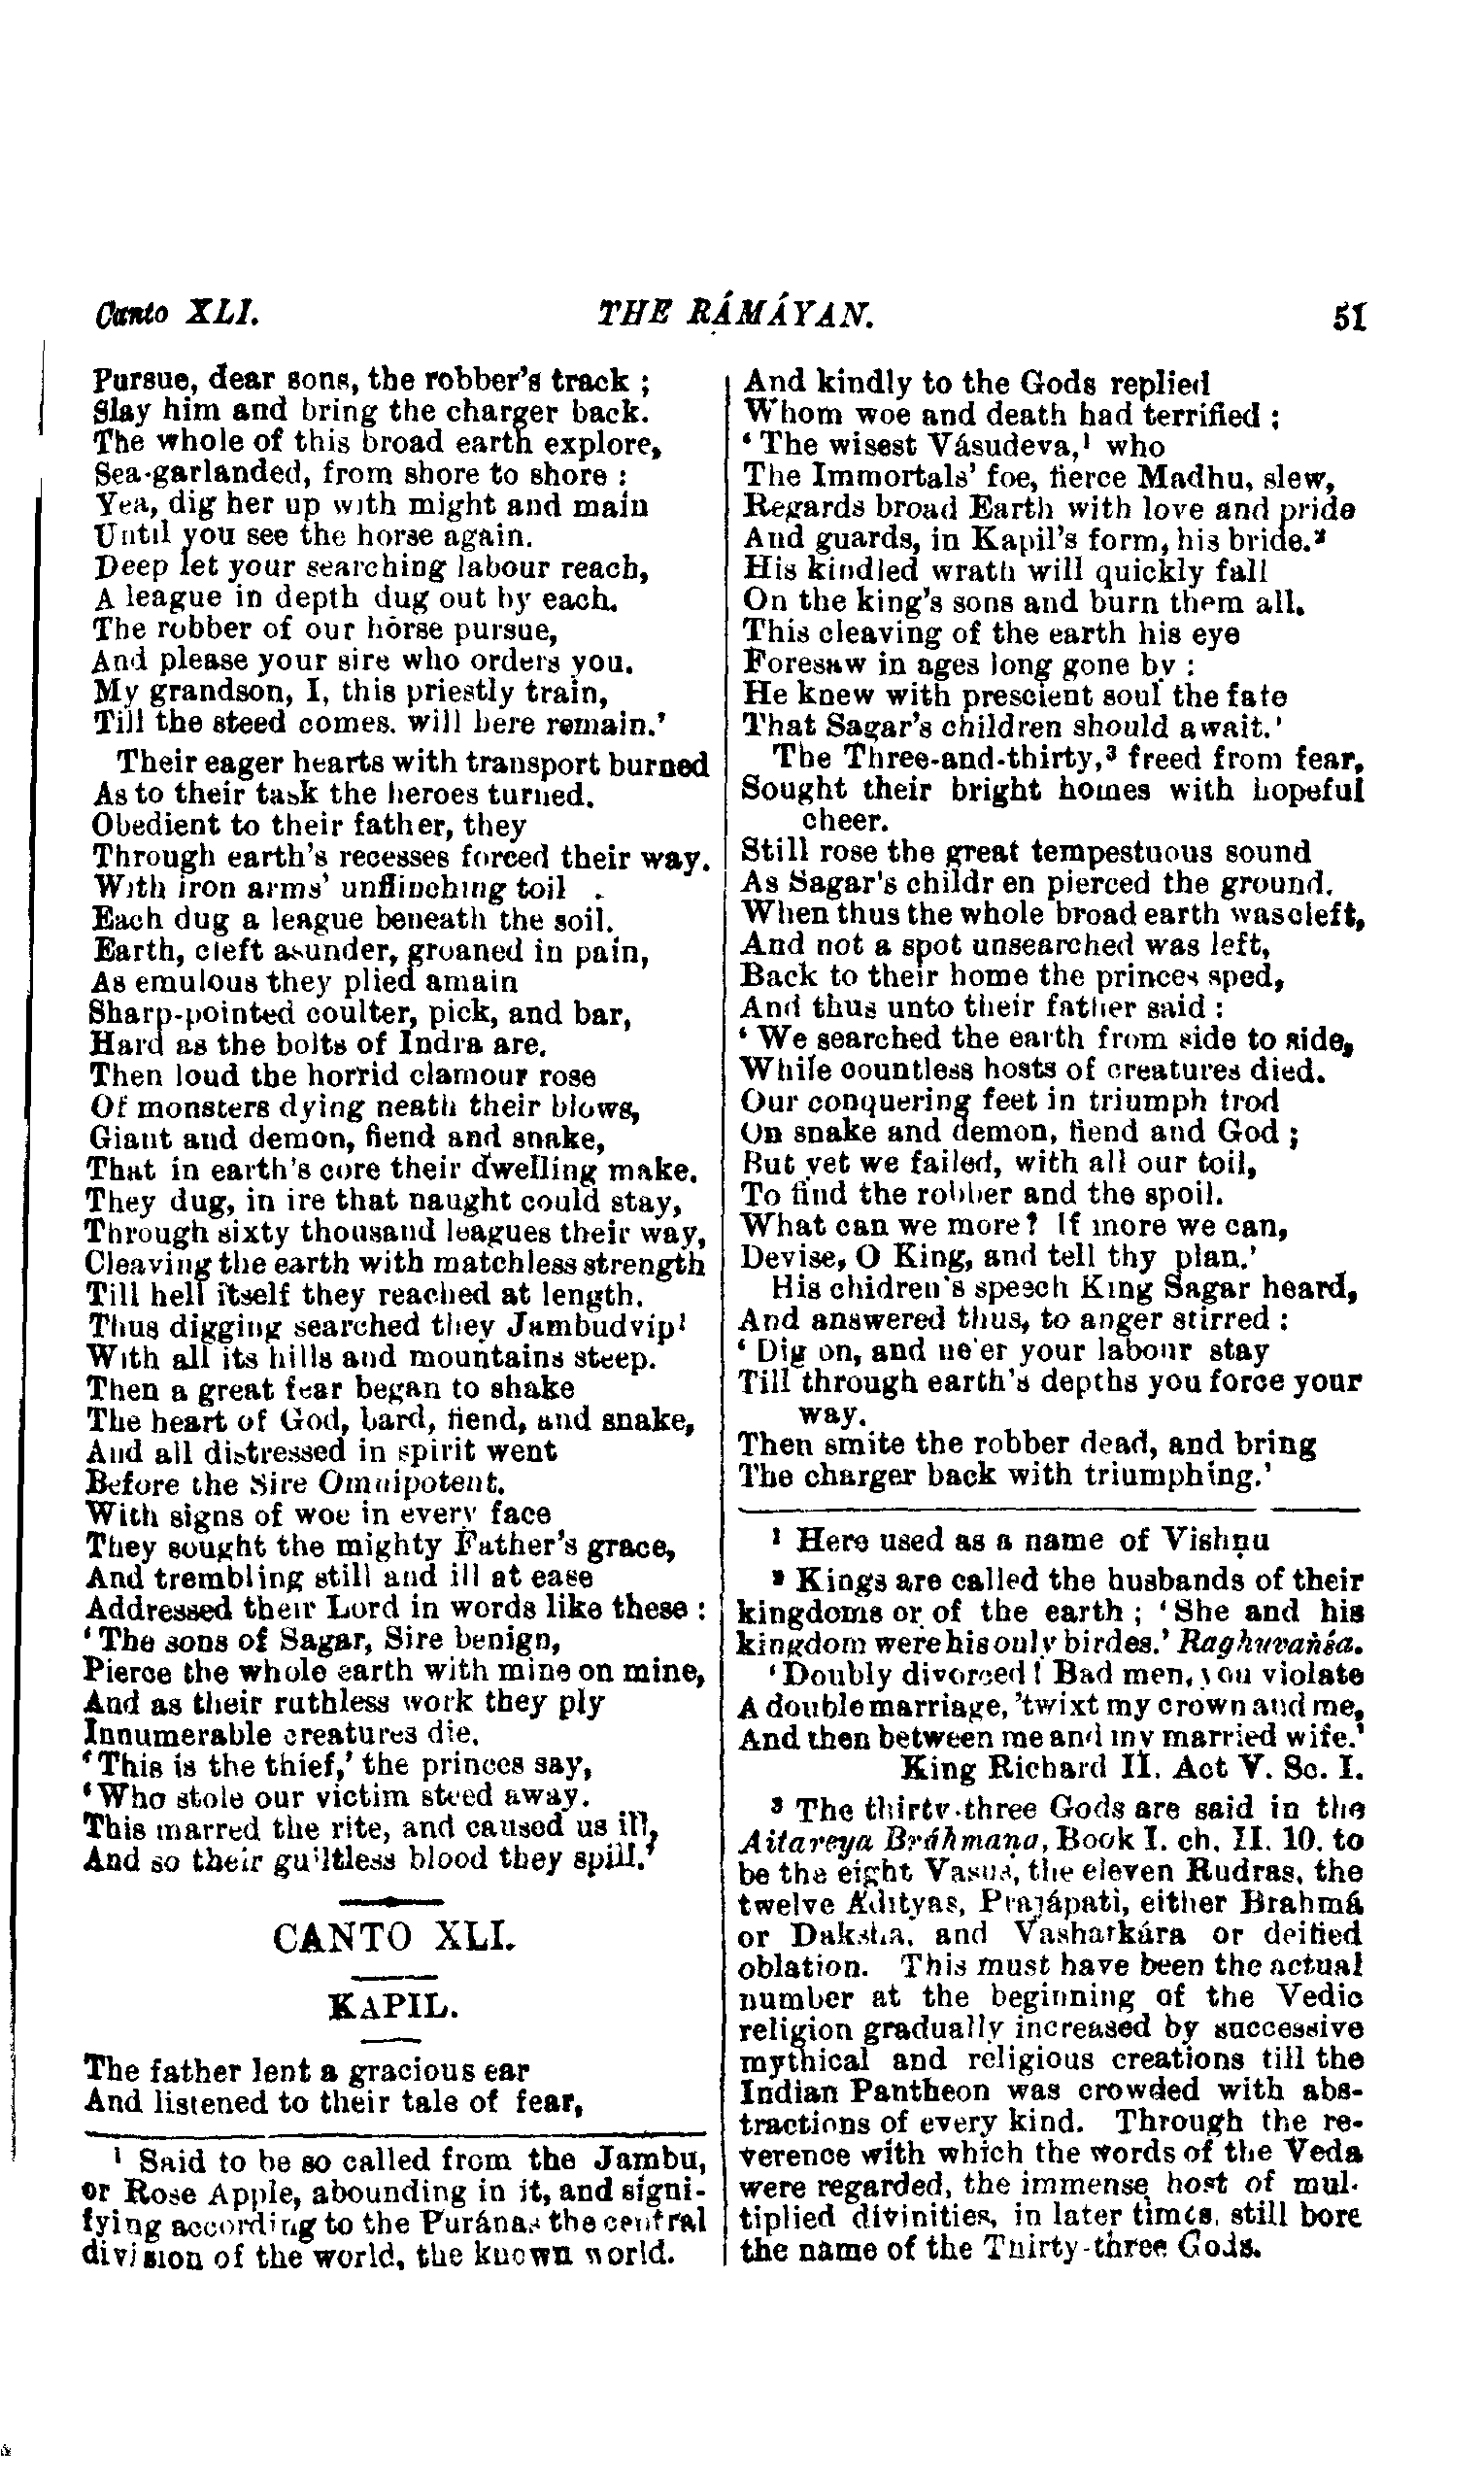 Canto XLI.
THE RÁMÁYAN.
51
Pursue, dear sons, the robber's track ;
Slay him and bring the charger back.
The whole of this broad earth explore,
Sea-garlanded, from shore to shore :
Yea, dig her up with might and main
Until you see the horse again.
Deep let your searching labour reach,
A league in depth dug out by each.
The robber of our horse pursue,
And please your sire who orders you.
My grandson, I, this priestly train,
Till the steed comes. will here remain.'
Their eager hearts with transport burned
As to their task the heroes turned.
Obedient to their father, they
Through earth's recesses forced their way.
With iron arms' unflinching toil
Each dug a league beneath the soil.
Earth, cleft asunder, groaned in pain,
As emulous they plied amain
Sharp-pointed coulter, pick, and bar,
Hard as the bolts of Indra are.
Then loud the horrid clamour rose
Of monsters dying neath their blows,
Giant and demon, fiend and snake,
That in earth's core their dwelling make.
They dug, in ire that naught could stay,
Through sixty thousand leagues their way,
Cleaving the earth with matchless strength
Till hell itself they reached at length.
Thus digging searched they Jambudvip¹
With all its hills and mountains steep.
Then a great fear began to shake
The heart of God, bard, fiend, and snake,
And all distressed in spirit went
Before the Sire Omnipotent.
With signs of woe in every face
They sought the mighty Father's grace,
And trembling still and ill at ease
Addressed their Lord in words like these :
'The sons of Sagar, Sire benign,
Pierce the whole earth with mine on mine,
And as their ruthless work they ply
Innumerable creatures die.
'This is the thief,' the princes say,
'Who stole our victim steed away.
This marred the rite, and caused us ill,
And so their guiltless blood they spill.'
CANTO XLI.
KAPIL.
The father lent a gracious ear
And listened to their tale of fear,
¹ Said to be so called from the Jambu,
or Rose Apple, abounding in it, and signi-
fying according to the Puránas the central
division of the world, the known world.
And kindly to the Gods replied
Whom woe and death had terrified ;
'The wisest Vásudeva,¹ who
The Immortals' foe, fierce Madhu, slew,
Regards broad Earth with love and pride
And guards, in Kapil's form, his bride.²
His kindled wrath will quickly fall
On the king's sons and burn them all.
This cleaving of the earth his eye
Foresaw in ages long gone by :
He knew with prescient soul the fate
That Sagar's children should await.'
The Three-and-thirty,³ freed from fear,
Sought their bright homes with hopeful
cheer.
Still rose the great tempestuous sound
As Sagar's childr en pierced the ground.
When thus the whole broad earth was cleft,
And not a spot unsearched was left,
Back to their home the princes sped,
And thus unto their father said :
'We searched the earth from side to side,
While countless hosts of creatures died.
Our conquering feet in triumph trod
On snake and demon, fiend and God ;
But yet we failed, with all our toil,
To find the robber and the spoil.
What can we more? If more we can,
Devise, O King, and tell thy plan.'
His chidren's speech King Sagar heard,
And answered thus, to anger stirred :
'Dig on, and ne'er your labour stay
Till through earth's depths you force your
way.
Then smite the robber dead, and bring
The charger back with triumphing.'
¹ Here used as a name of Vishṇu
² Kings are called the husbands of their
kingdoms or of the earth ; 'She and his
kingdom were his only birdes.' Raghuvaṅśa.
'Doubly divorced! Bad men, you violate
A double marriage, 'twixt my crown and me,
And then between me and my married wife.'
King Richard II. Act V. Sc. I.
³ The thirty-three Gods are said in the
Aitareya Bráhmaṇa, Book I. ch. II. 10. to
be the eight Vasus, the eleven Rudras, the
twelve Ádityas, Prajápati, either Brahmá
or Daksha, and Vashatkára or deified
oblation. This must have been the actual
number at the beginning of the Vedic
religion gradually increased by successive
mythical and religious creations till the
Indian Pantheon was crowded with abs-
tractions of every kind. Through the re-
verence with which the words of the Veda
were regarded, the immense host of mul-
tiplied divinities, in later times, still bore
the name of the Thirty-three Gods.